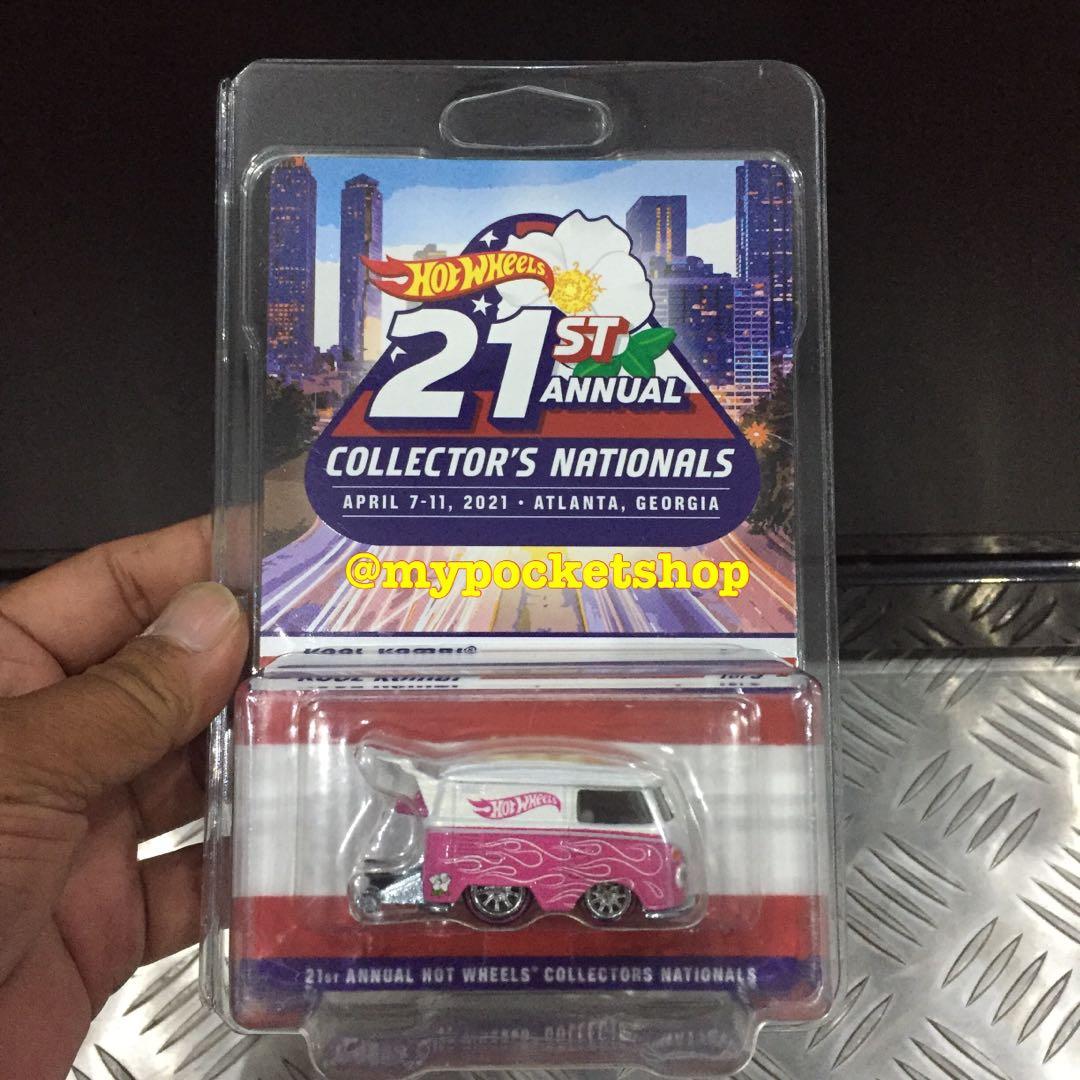 HOT WHEELS
21ST
ANNUAL
COLLECTOR'S NATIONALS
APRIL 7-11, 2021 • ATLANTA, GEORGIA
@mypocketshop
KOOL KOMBI®
HOT WHEELS
21ST ANNUAL HOT WHEELS® COLLECTORS NATIONALS